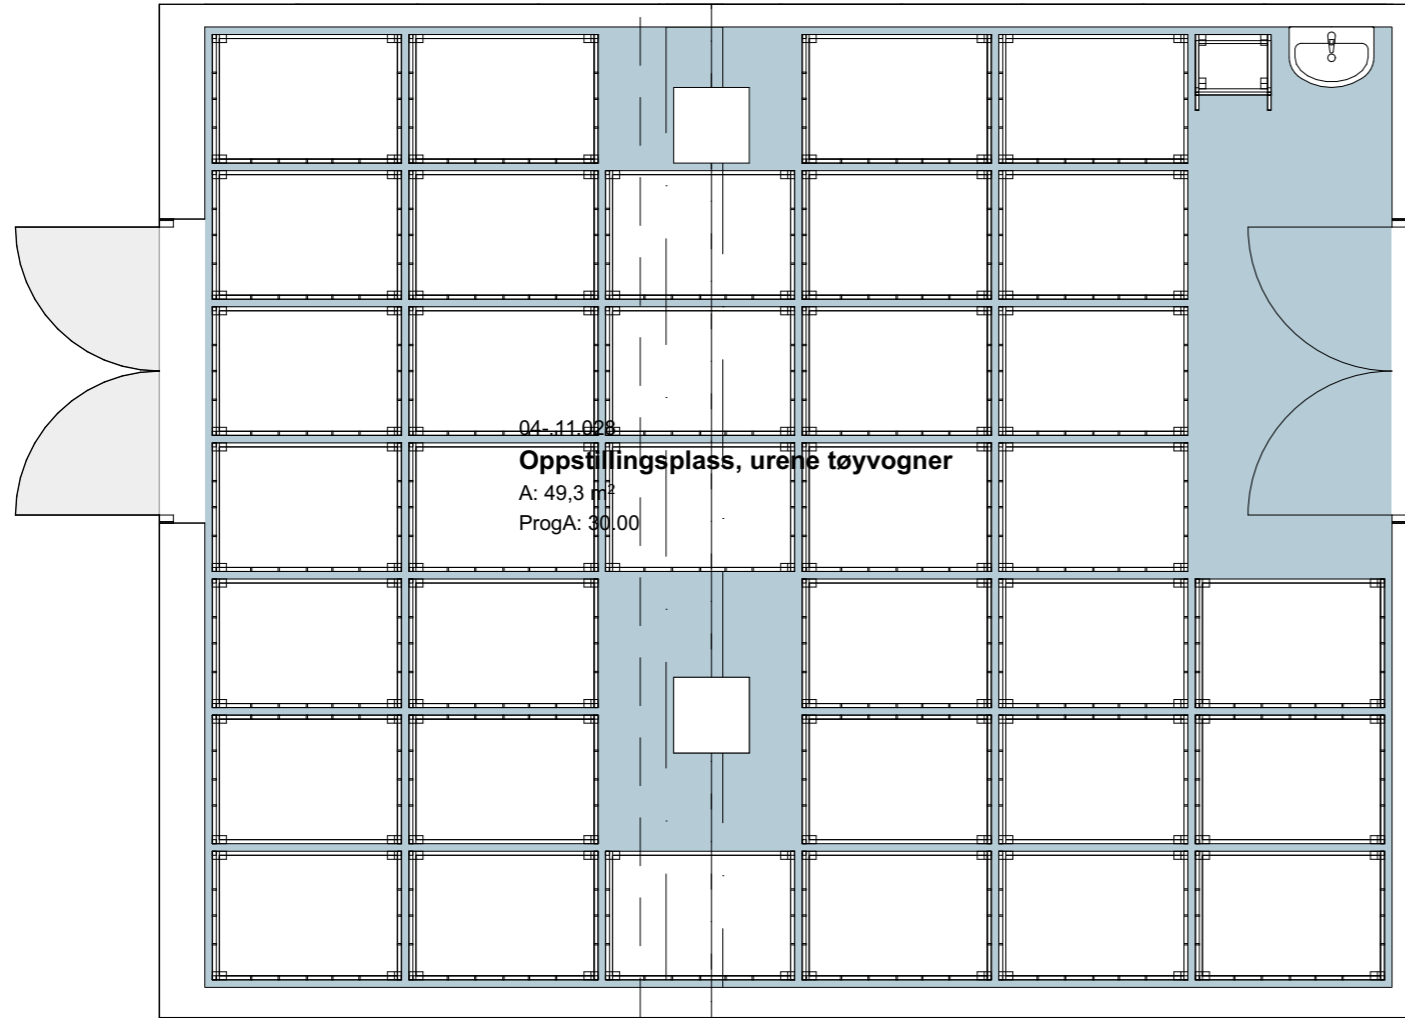 04-.11.028
Oppstillingsplass, urene tøyvogner
A: 49,3 m²
ProgA: 30.00